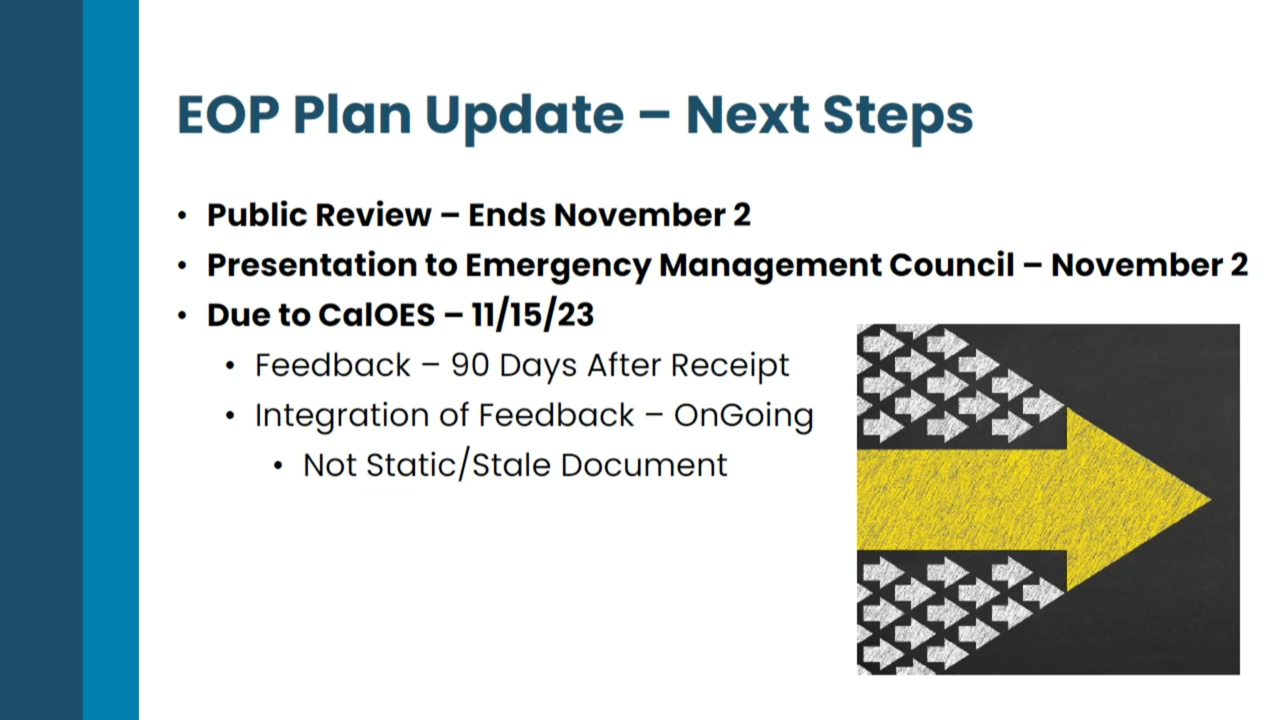 EOP Plan Update – Next Steps
• Public Review – Ends November 2
• Presentation to Emergency Management Council – November 2
• Due to CalOES – 11/15/23
• Feedback – 90 Days After Receipt
• Integration of Feedback – OnGoing
• Not Static/Stale Document